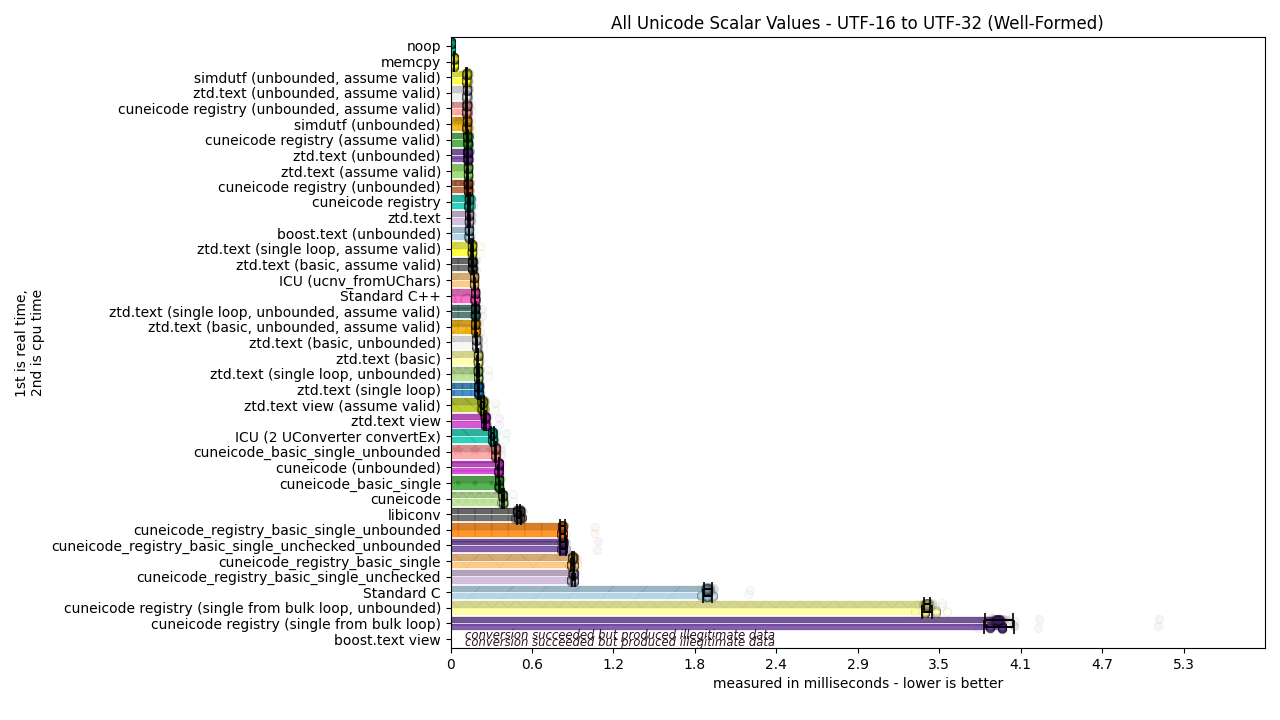 All Unicode Scalar Values - UTF-16 to UTF-32 (Well-Formed)
1st is real time,
2nd is cpu time
noop
memcpy
simdutf (unbounded, assume valid)
ztd.text (unbounded, assume valid)
cuneicode registry (unbounded, assume valid)
simdutf (unbounded)
cuneicode registry (assume valid)
ztd.text (unbounded)
ztd.text (assume valid)
cuneicode registry (unbounded)
cuneicode registry
ztd.text
boost.text (unbounded)
ztd.text (single loop, assume valid)
ztd.text (basic, assume valid)
ICU (ucnv_fromUChars)
Standard C++
ztd.text (single loop, unbounded, assume valid)
ztd.text (basic, unbounded, assume valid)
ztd.text (basic, unbounded)
ztd.text (basic)
ztd.text (single loop, unbounded)
ztd.text (single loop)
ztd.text view (assume valid)
ztd.text view
ICU (2 UConverter convertEx)
cuneicode_basic_single_unbounded
cuneicode (unbounded)
cuneicode_basic_single
cuneicode
libiconv
cuneicode_registry_basic_single_unbounded
cuneicode_registry_basic_single_unchecked_unbounded
cuneicode_registry_basic_single
cuneicode_registry_basic_single_unchecked
Standard C
cuneicode registry (single from bulk loop, unbounded)
cuneicode registry (single from bulk loop)
boost.text view
conversion succeeded but produced illegitimate data
conversion succeeded but produced illegitimate data
0 0.6 1.2 1.8 2.4 2.9 3.5 4.1 4.7 5.3
measured in milliseconds - lower is better